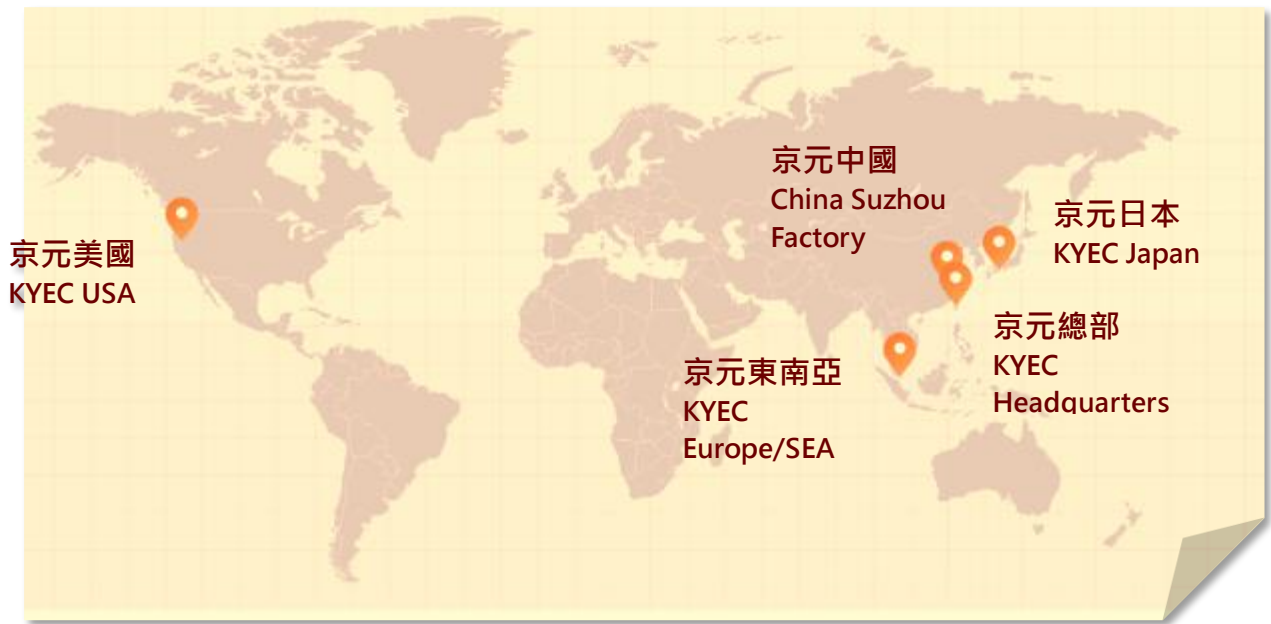 京元中國
China Suzhou
Factory
京元日本
KYEC Japan
京元美國
KYEC USA
京元總部
KYEC
Headquarters
京元東南亞
KYEC
Europe/SEA